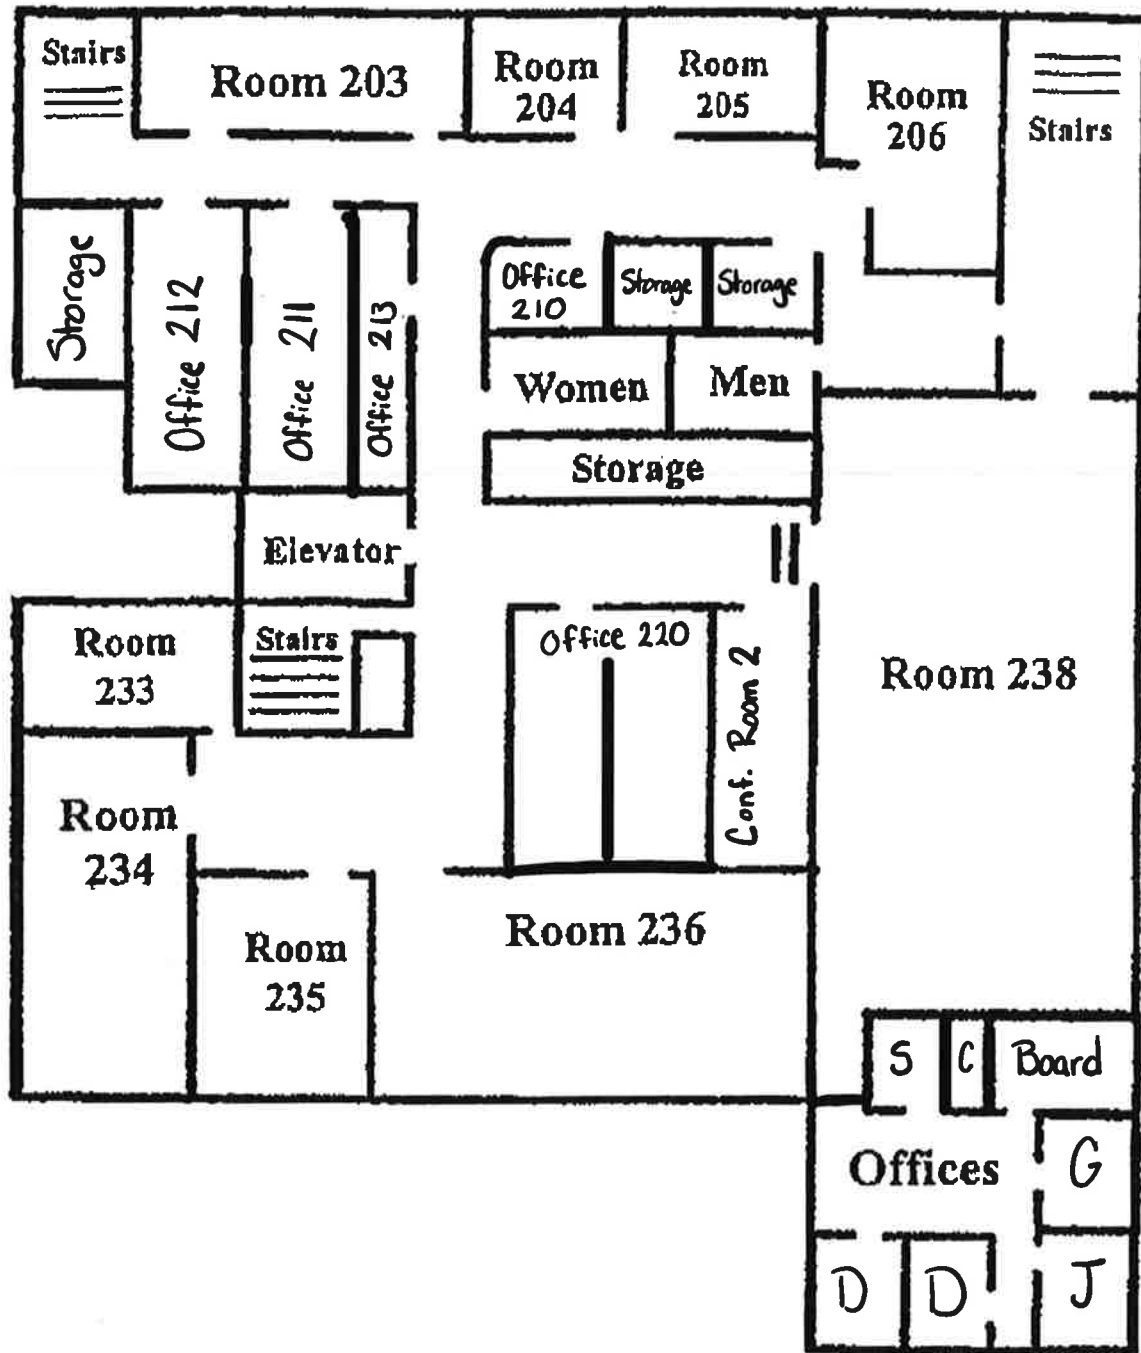 Stairs
Room 203
Room
204
Room
205
Room
206
Stairs
Storage
Office 212
Office 211
Office 213
Office
210
Storage
Storage
Women
Men
Storage
Elevator
Room
233
Stairs
Office 220
Conf. Room 2
Room 238
Room
234
Room
235
Room 236
S
C
Board
Offices
G
D
D
J